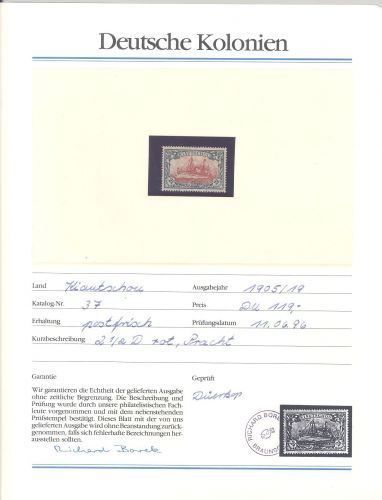 Deutsche Kolonien
Land Kiautschou Ausgabejahr 1905/19
Katalog-Nr. 37 Preis DM 119,-
Erhaltung postfrisch Prüfungsdatum 11.06.96
Kurzbeschreibung 2 1/2 D rot, Pracht
Garantie
Wir garantieren die Echtheit der gelieferten Ausgabe
ohne zeitliche Begrenzung. Die Beschreibung und
Prüfung wurde durch unsere philatelistischen Fach-
leute vorgenommen und mit dem nebenstehenden
Prüfstempel bestätigt. Dieses Blatt mit der von uns
gelieferten Ausgabe wird ohne Beanstandung zurück-
genommen, falls sich fehlerhafte Bezeichnungen her-
ausstellen sollten.
Richard Borek
Geprüft
RICHARD BOREK
BRAUNS